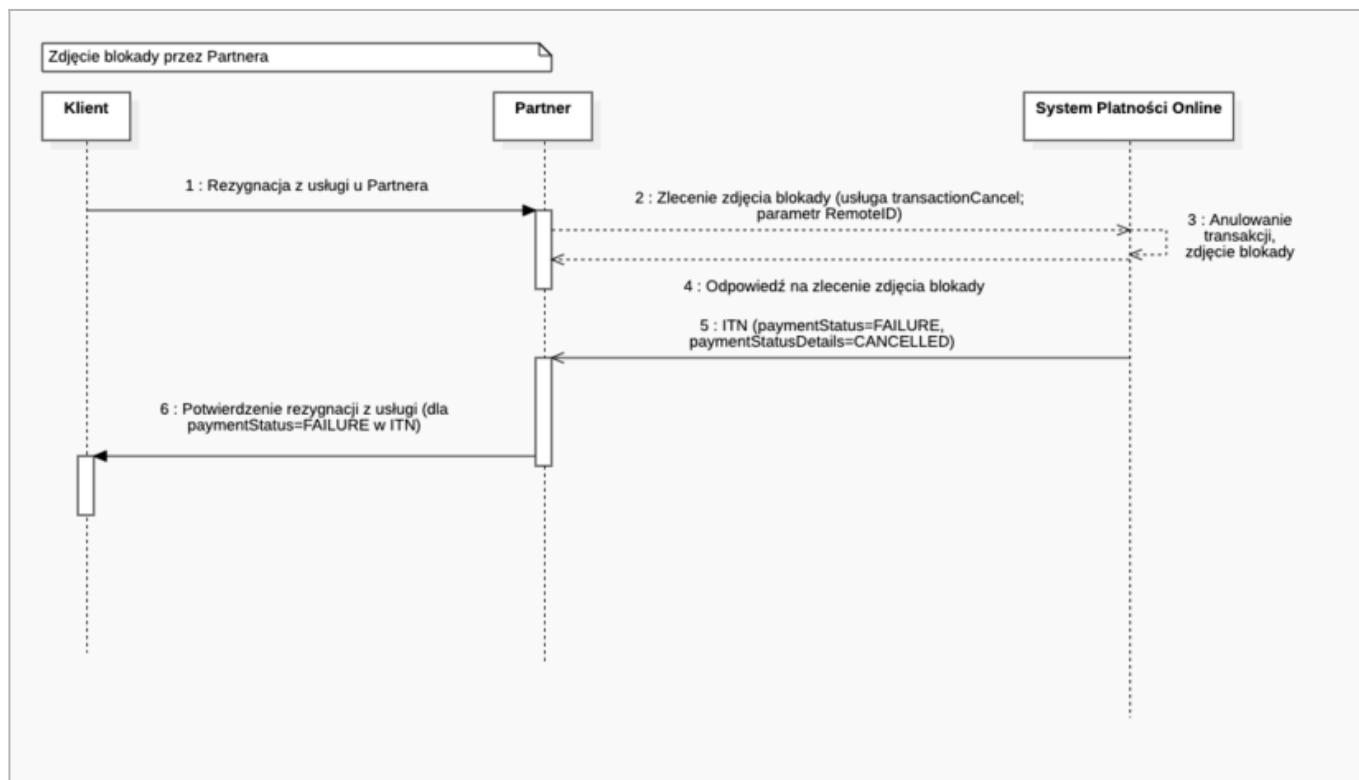 Zdjęcie blokady przez Partnera
Klient
Partner
System Płatności Online
1 : Rezygnacja z usługi u Partnera
2 : Zlecenie zdjęcia blokady (usługa transactionCancel;
parametr RemoteID)
3 : Anulowanie
transakcji,
zdjęcie blokady
4 : Odpowiedź na zlecenie zdjęcia blokady
5 : ITN (paymentStatus=FAILURE,
paymentStatusDetails=CANCELLED)
6 : Potwierdzenie rezygnacji z usługi (dla
paymentStatus=FAILURE w ITN)